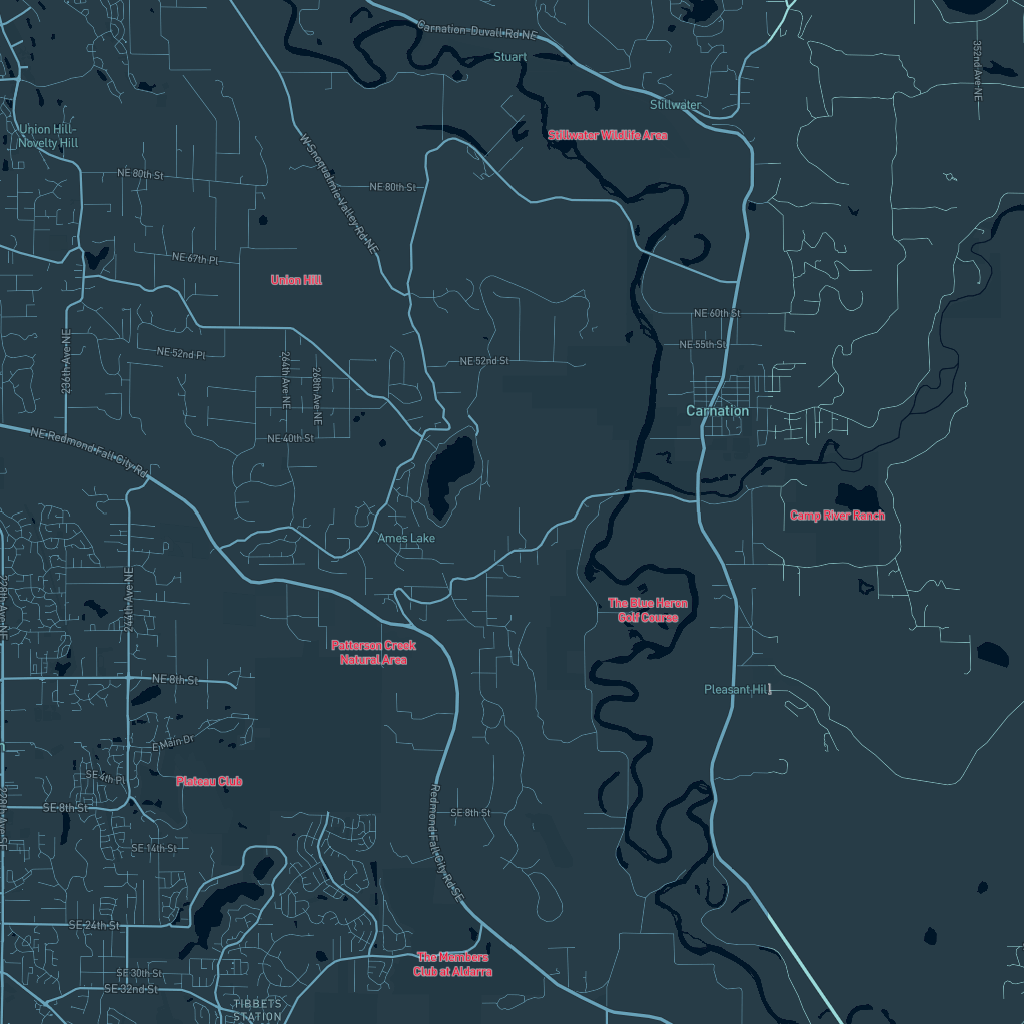 Carnation-Duvall Rd NE
Stuart
352nd Ave NE
Stillwater
Union Hill-
Novelty Hill
Stillwater Wildlife Area
W Snoqualmie Valley Rd NE
NE 80th St
NE 80th St
NE 67th Pl
Union Hill
NE 60th St
NE 55th St
NE 52nd Pl
NE 52nd St
236th Ave NE
264th Ave NE
268th Ave NE
Carnation
NE 40th St
NE Redmond Fall City Rd
Camp River Ranch
Ames Lake
228th Ave NE
244th Ave NE
The Blue Heron
Golf Course
Patterson Creek
Natural Area
NE 8th St
Pleasant Hill
E Main Dr
SE 4th Pl
Plateau Club
SE 8th St
SE 8th St
228th Ave SE
Redmond Fall City Rd SE
SE 14th St
SE 24th St
The Members
Club at Aldarra
SE 30th St
SE 32nd St
TIBBETS
STATION